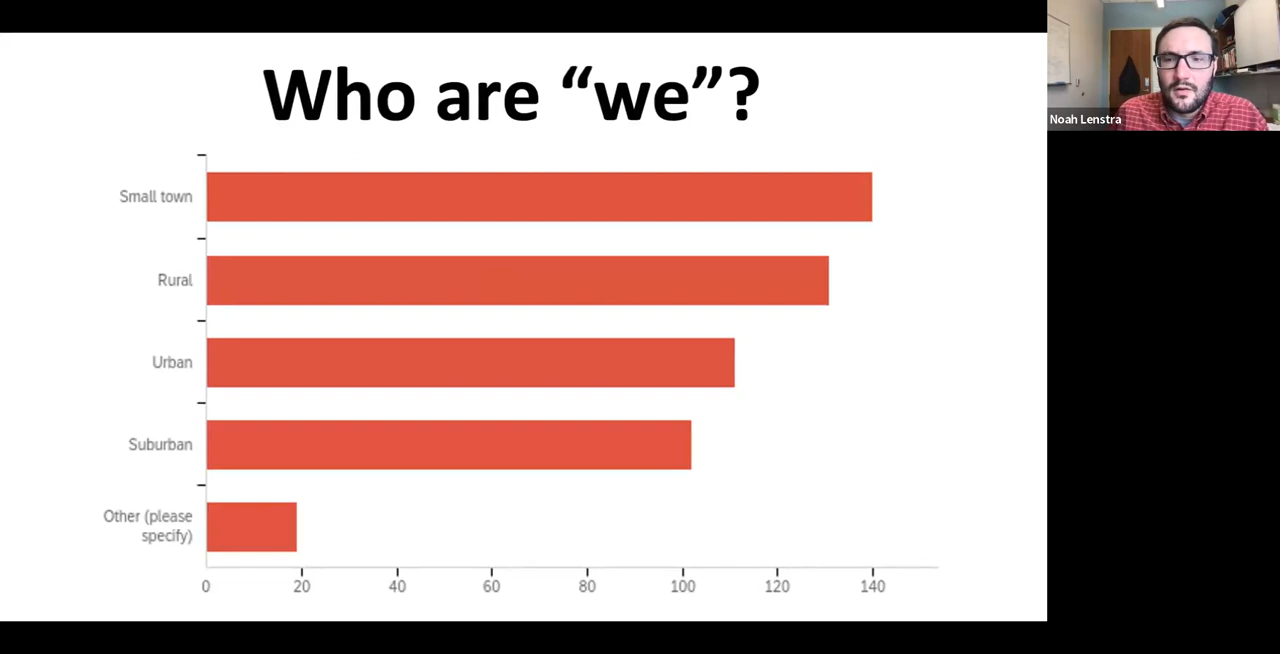 Who are “we”?
Noah Lenstra
Small town
Rural
Urban
Suburban
Other (please
specify)
0 20 40 60 80 100 120 140